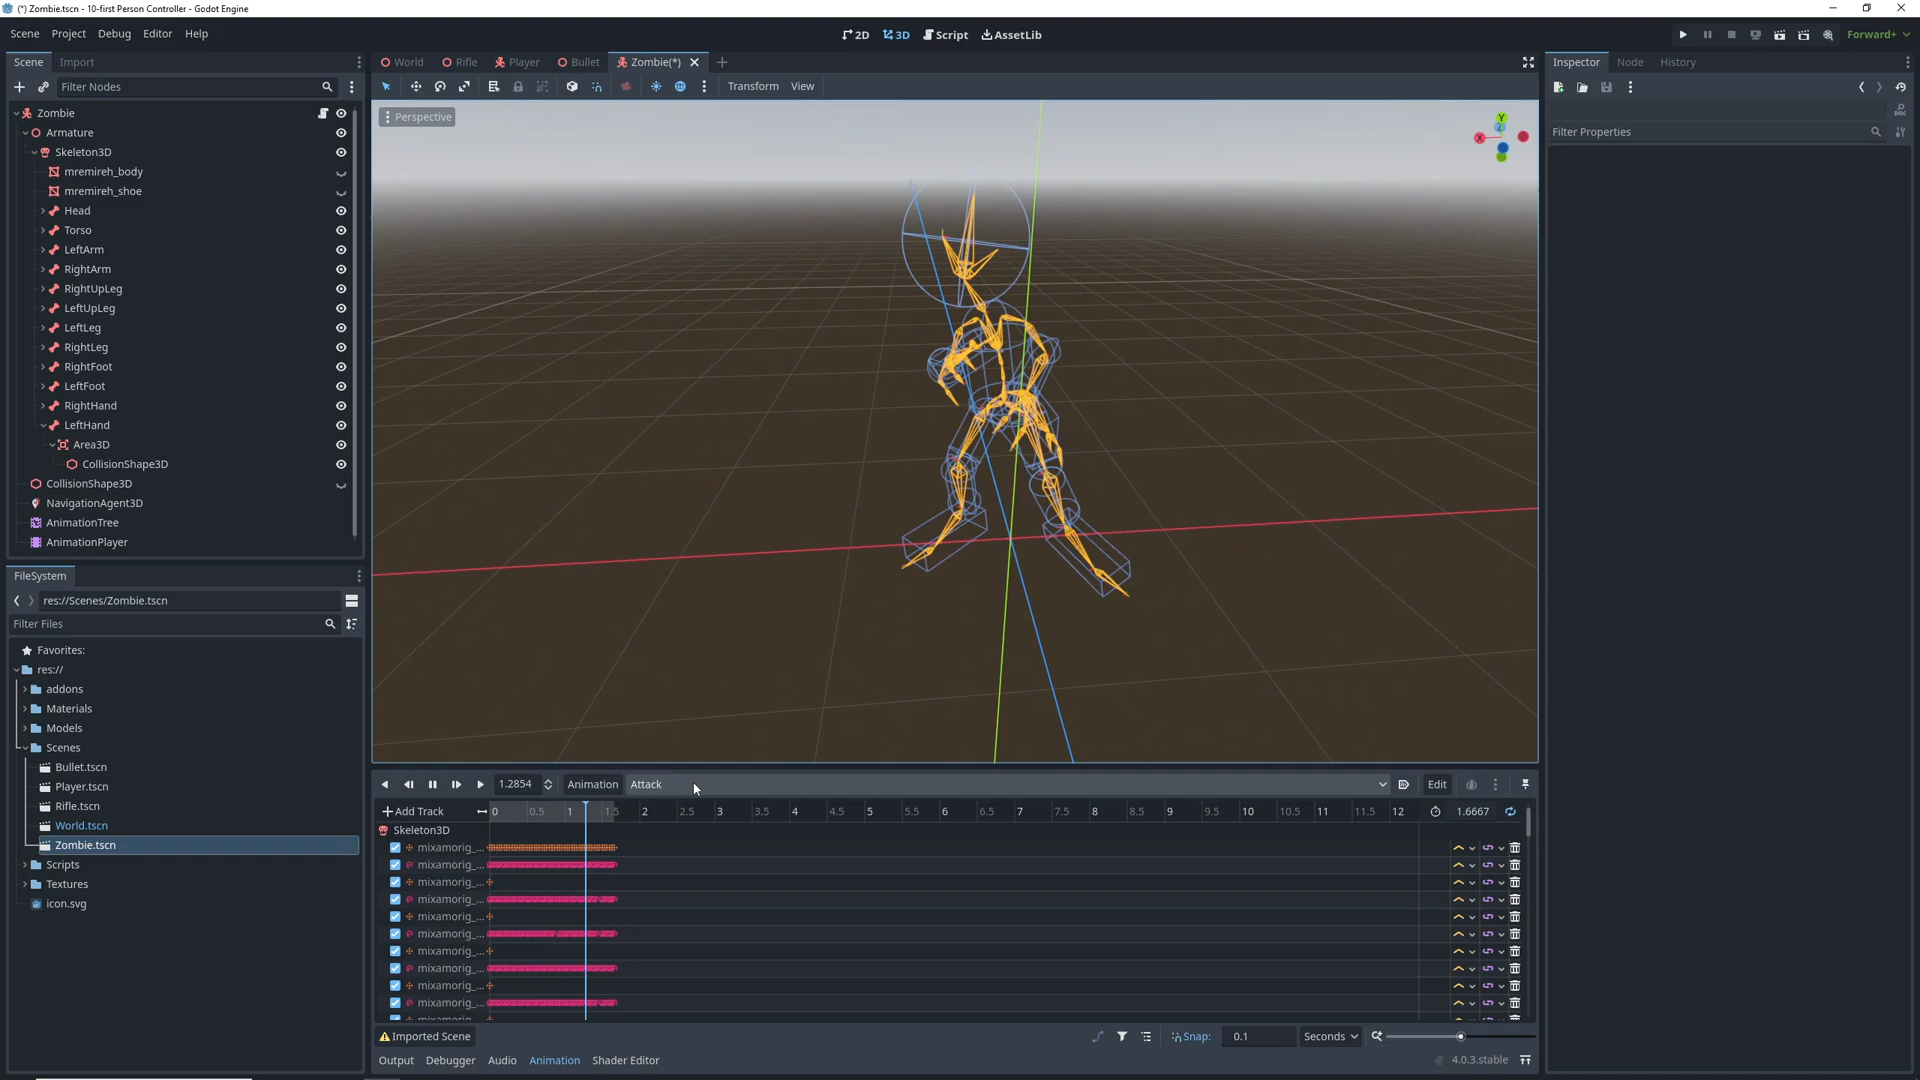 (*) Zombie.tscn - 10-first Person Controller - Godot Engine
Scene Project Debug Editor Help
2D 3D Script AssetLib
Forward+
Scene Import
World Rifle Player Bullet Zombie(*)
Inspector Node History
Filter Nodes
Transform View
Perspective
Y
Z
X
Filter Properties
Zombie
Armature
Skeleton3D
mremireh_body
mremireh_shoe
Head
Torso
LeftArm
RightArm
RightUpLeg
LeftUpLeg
LeftLeg
RightLeg
RightFoot
LeftFoot
RightHand
LeftHand
Area3D
CollisionShape3D
CollisionShape3D
NavigationAgent3D
AnimationTree
AnimationPlayer
FileSystem
res://Scenes/Zombie.tscn
Filter Files
Favorites:
res://
addons
Materials
Models
Scenes
Bullet.tscn
Player.tscn
Rifle.tscn
World.tscn
Zombie.tscn
Scripts
Textures
icon.svg
1.2854 Animation Attack Edit
Add Track 0 0.5 1 1.5 2 2.5 3 3.5 4 4.5 5 5.5 6 6.5 7 7.5 8 8.5 9 9.5 10 10.5 11 11.5 12 1.6667
Skeleton3D
mixamorig_...
mixamorig_...
mixamorig_...
mixamorig_...
mixamorig_...
mixamorig_...
mixamorig_...
mixamorig_...
mixamorig_...
mixamorig_...
mixamorig_...
Imported Scene
Snap: 0.1 Seconds
Output Debugger Audio Animation Shader Editor
4.0.3.stable